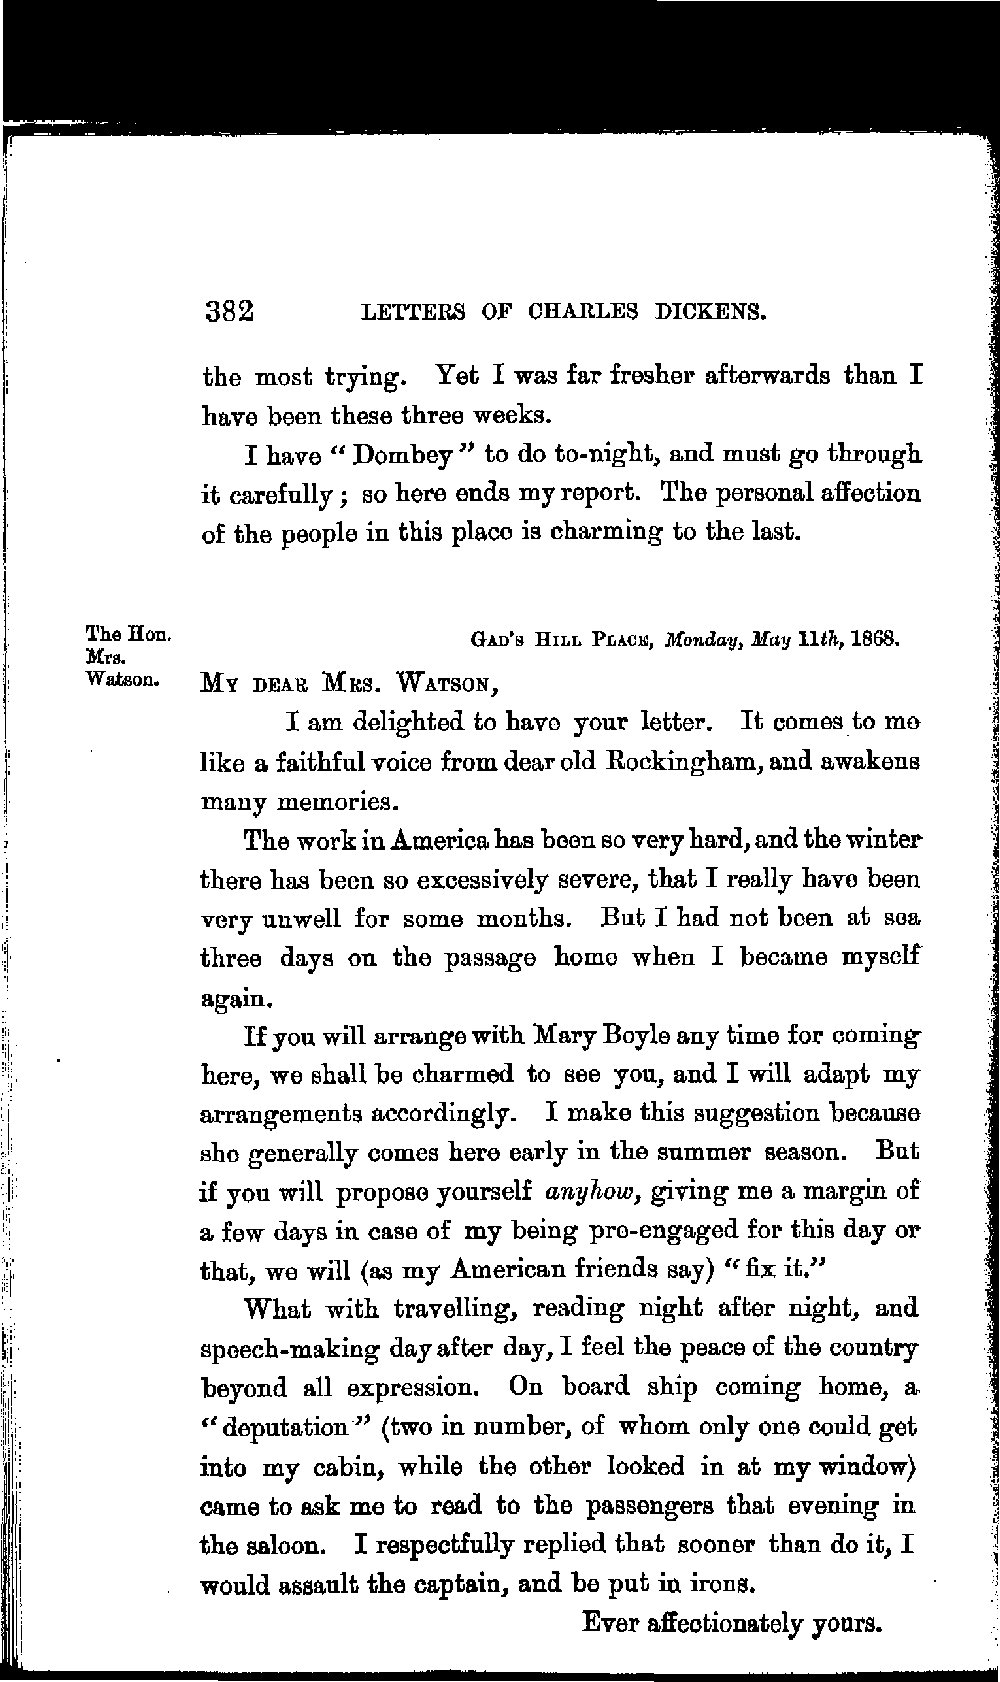 382 LETTERS OF CHARLES DICKENS.
the most trying. Yet I was far fresher afterwards than I
have been these three weeks.
I have “Dombey” to do to-night, and must go through
it carefully; so here ends my report. The personal affection
of the people in this place is charming to the last.
The Hon.
Mrs.
Watson.
GAD'S HILL PLACE, Monday, May 11th, 1868.
MY DEAR MRS. WATSON,
I am delighted to have your letter. It comes to me
like a faithful voice from dear old Rockingham, and awakens
many memories.
The work in America has been so very hard, and the winter
there has been so excessively severe, that I really have been
very unwell for some months. But I had not been at sea
three days on the passage home when I became myself
again.
If you will arrange with Mary Boyle any time for coming
here, we shall be charmed to see you, and I will adapt my
arrangements accordingly. I make this suggestion because
she generally comes here early in the summer season. But
if you will propose yourself anyhow, giving me a margin of
a few days in case of my being pre-engaged for this day or
that, we will (as my American friends say) “fix it.”
What with travelling, reading night after night, and
speech-making day after day, I feel the peace of the country
beyond all expression. On board ship coming home, a
“deputation” (two in number, of whom only one could get
into my cabin, while the other looked in at my window)
came to ask me to read to the passengers that evening in
the saloon. I respectfully replied that sooner than do it, I
would assault the captain, and be put in irons.
Ever affectionately yours.